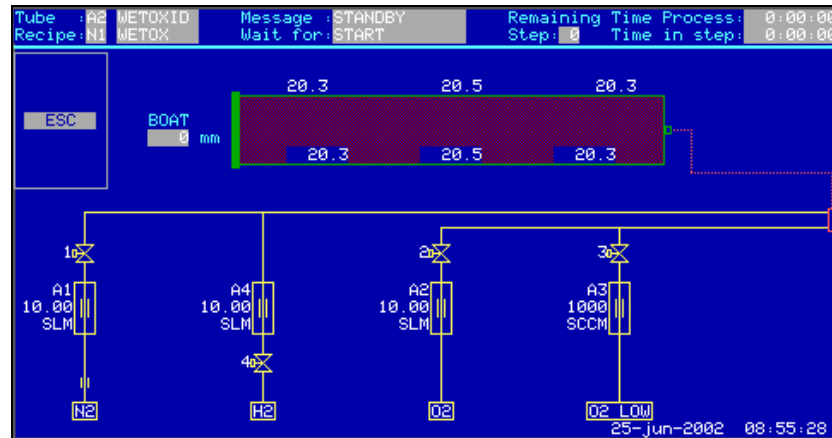 Tube :A2 WETOXID Message :STANDBY Remaining Time Process: 0:00:00
Recipe:N1 WETOX Wait for:START Step: 0 Time in step: 0:00:00
20.3 20.5 20.3
ESC BOAT
0 mm
20.3 20.5 20.3
1 2 3
A1 A4 A2 A3
10.00 10.00 10.00 1000
SLM SLM SLM SCCM
4
N2 H2 O2 O2 LOW
25-jun-2002 08:55:28